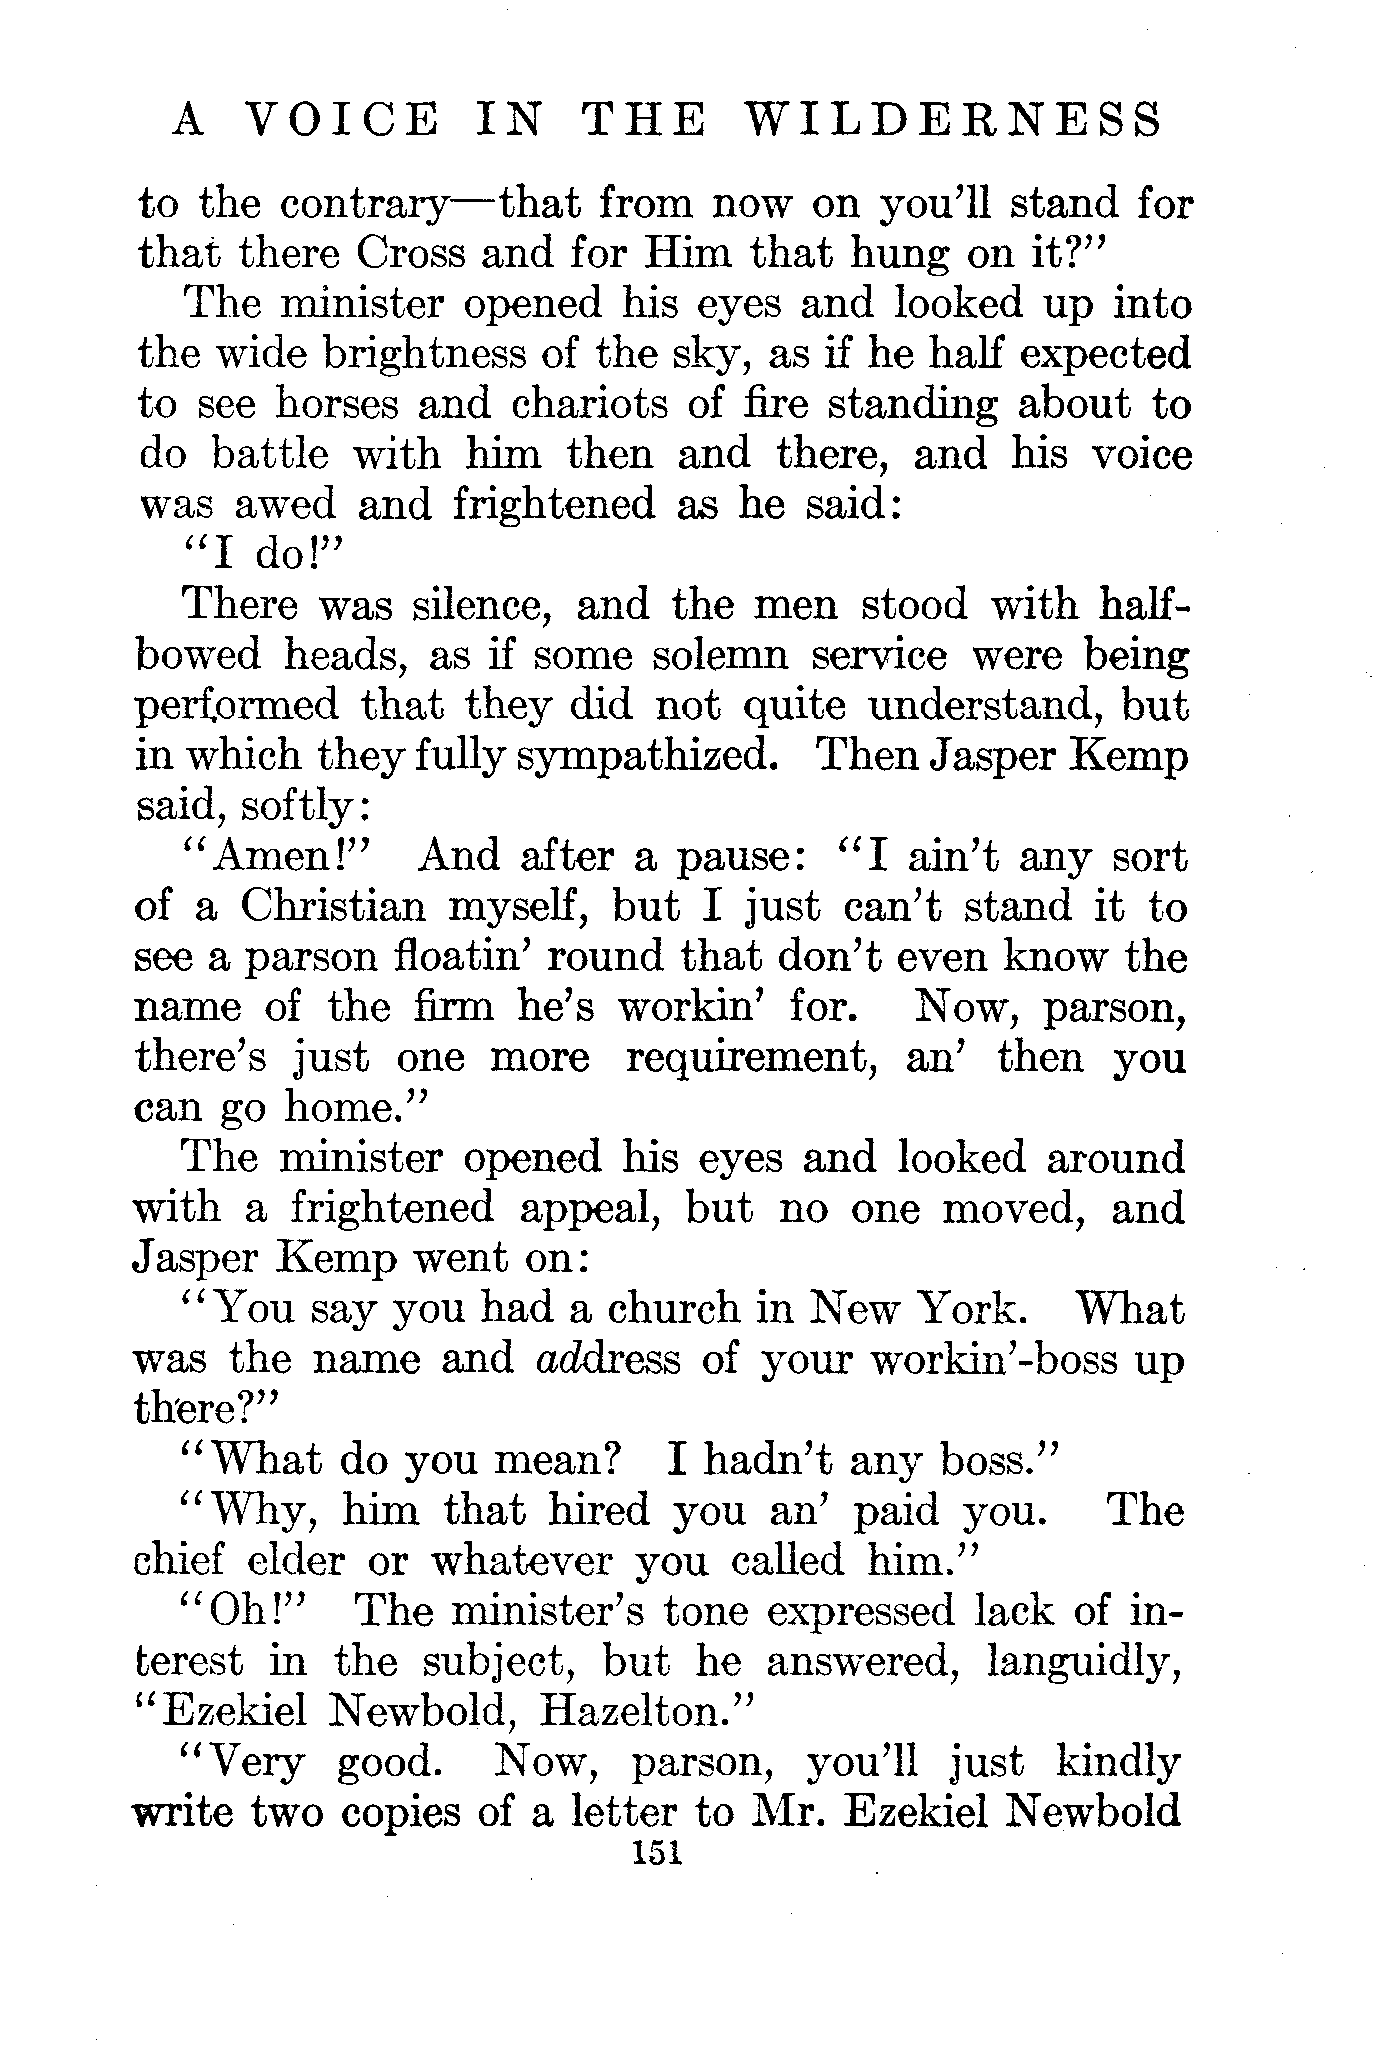 A VOICE IN THE WILDERNESS
to the contrary—that from now on you'll stand for
that there Cross and for Him that hung on it?"
The minister opened his eyes and looked up into
the wide brightness of the sky, as if he half expected
to see horses and chariots of fire standing about to
do battle with him then and there, and his voice
was awed and frightened as he said:
"I do!"
There was silence, and the men stood with half-
bowed heads, as if some solemn service were being
performed that they did not quite understand, but
in which they fully sympathized. Then Jasper Kemp
said, softly:
"Amen!" And after a pause: "I ain't any sort
of a Christian myself, but I just can't stand it to
see a parson floatin' round that don't even know the
name of the firm he's workin' for. Now, parson,
there's just one more requirement, an' then you
can go home."
The minister opened his eyes and looked around
with a frightened appeal, but no one moved, and
Jasper Kemp went on:
"You say you had a church in New York. What
was the name and address of your workin'-boss up
there?"
"What do you mean? I hadn't any boss."
"Why, him that hired you an' paid you. The
chief elder or whatever you called him."
"Oh!" The minister's tone expressed lack of in-
terest in the subject, but he answered, languidly,
"Ezekiel Newbold, Hazelton."
"Very good. Now, parson, you'll just kindly
write two copies of a letter to Mr. Ezekiel Newbold
151